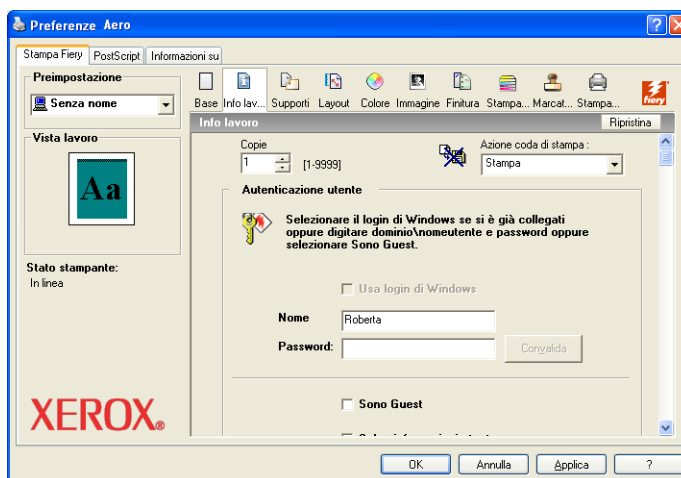 Preferenze Aero
Stampa Fiery PostScript Informazioni su
Preimpostazione
Senza nome
Vista lavoro
Aa
Stato stampante:
In linea
XEROX®
Base Info lav... Supporti Layout Colore Immagine Finitura Stampa... Marcat... Stampa...
fiery
Info lavoro Ripristina
Copie
1 [1-9999]
Azione coda di stampa :
Stampa
Autenticazione utente
Selezionare il login di Windows se si è già collegati
oppure digitare dominio\nomeutente e password oppure
selezionare Sono Guest.
Usa login di Windows
Nome Roberta
Password: Convalida
Sono Guest
OK Annulla Applica ?